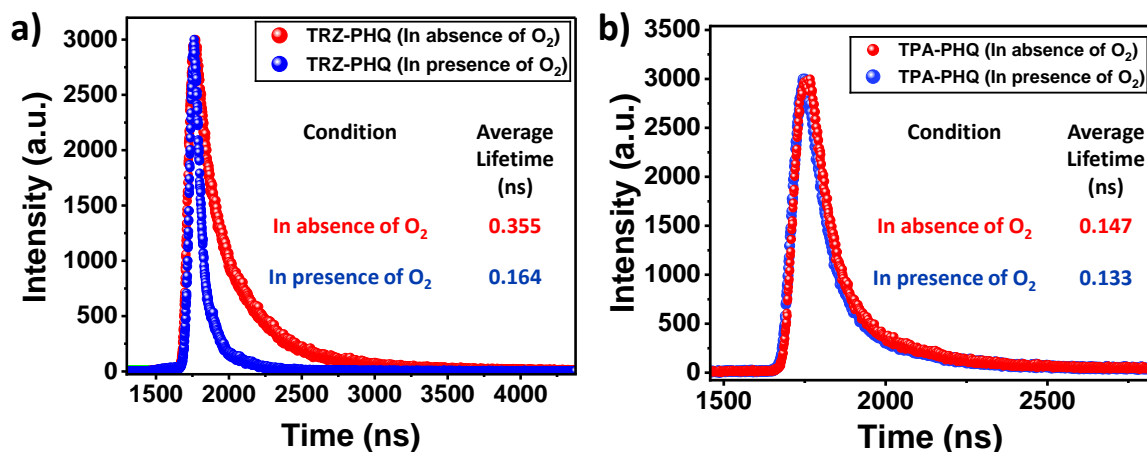 a)
TRZ-PHQ (In absence of O₂)
TRZ-PHQ (In presence of O₂)
Condition
Average
Lifetime
(ns)
In absence of O₂ 0.355
In presence of O₂ 0.164
Intensity (a.u.)
3000
2500
2000
1500
1000
500
0
1500 2000 2500 3000 3500 4000
Time (ns)
b)
TPA-PHQ (In absence of O₂)
TPA-PHQ (In presence of O₂)
Condition
Average
Lifetime
(ns)
In absence of O₂ 0.147
In presence of O₂ 0.133
Intensity (a.u.)
3500
3000
2500
2000
1500
1000
500
0
1500 2000 2500
Time (ns)